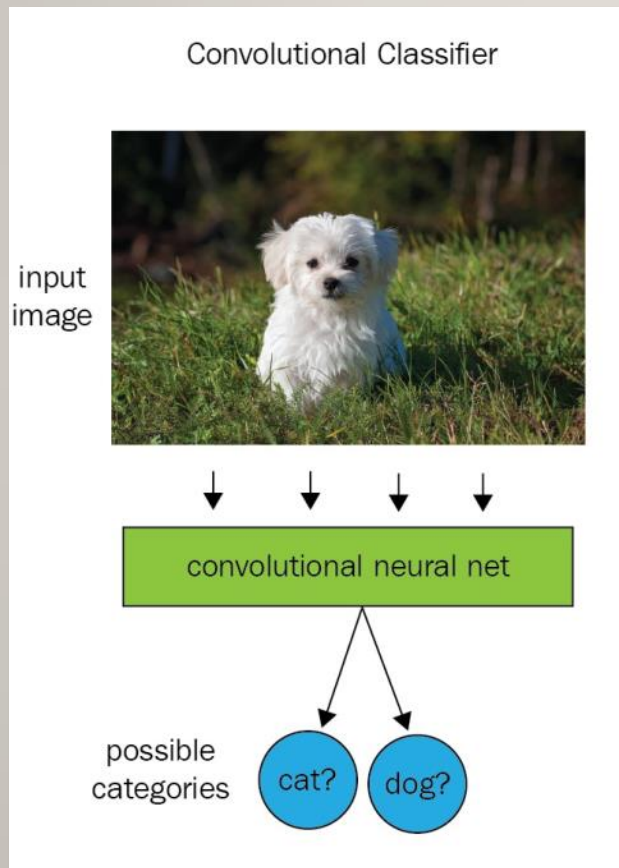 Convolutional Classifier
input
image
convolutional neural net
possible
categories
cat?
dog?